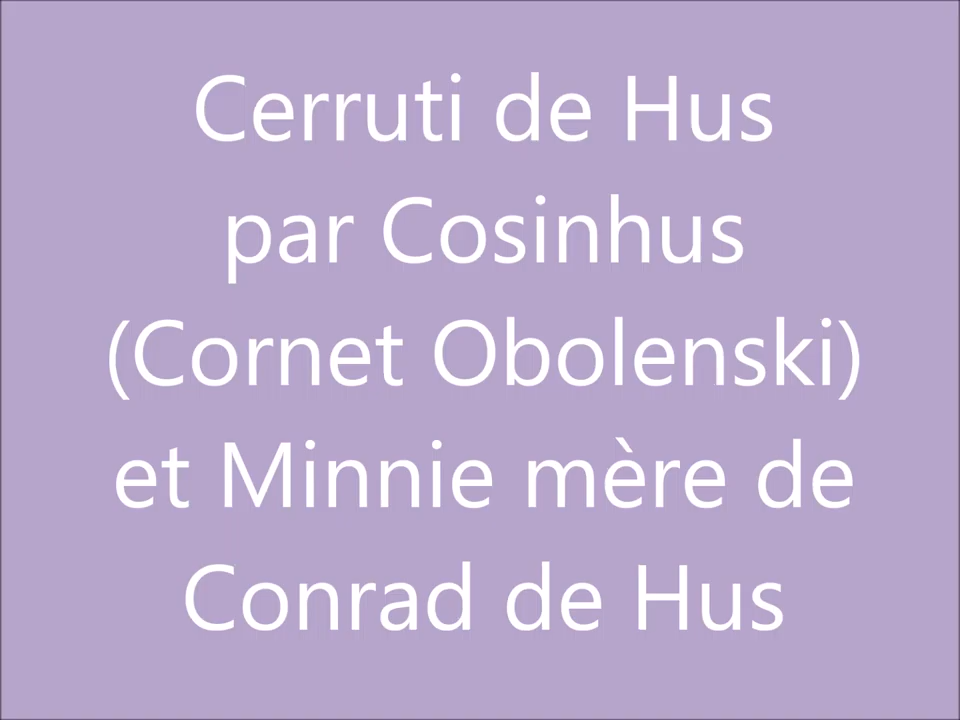 Cerruti de Hus
par Cosinhus
(Cornet Obolenski)
et Minnie mère de
Conrad de Hus